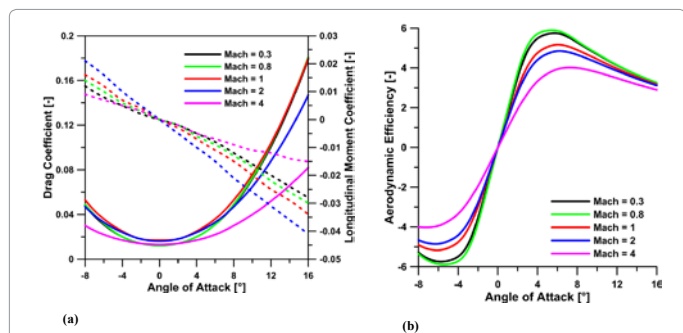 0.2
0.16
0.12
0.08
0.04
0
Drag Coefficient [-]
Mach = 0.3
Mach = 0.8
Mach = 1
Mach = 2
Mach = 4
0.03
0.02
0.01
0
-0.01
-0.02
-0.03
-0.04
-0.05
Longitudinal Moment Coefficient [-]
-8 -4 0 4 8 12 16
Angle of Attack [°]
(a)
6
4
2
0
-2
-4
-6
Aerodynamic Efficiency [-]
Mach = 0.3
Mach = 0.8
Mach = 1
Mach = 2
Mach = 4
-8 -4 0 4 8 12 16
Angle of Attack [°]
(b)